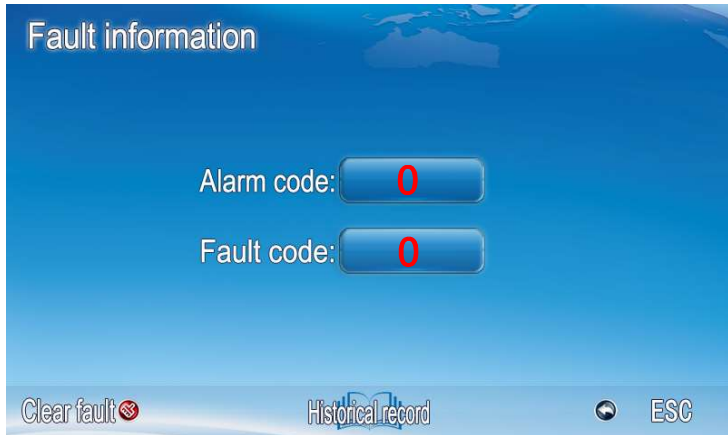 Fault information
Alarm code: 0
Fault code: 0
Clear fault Historical record ESC